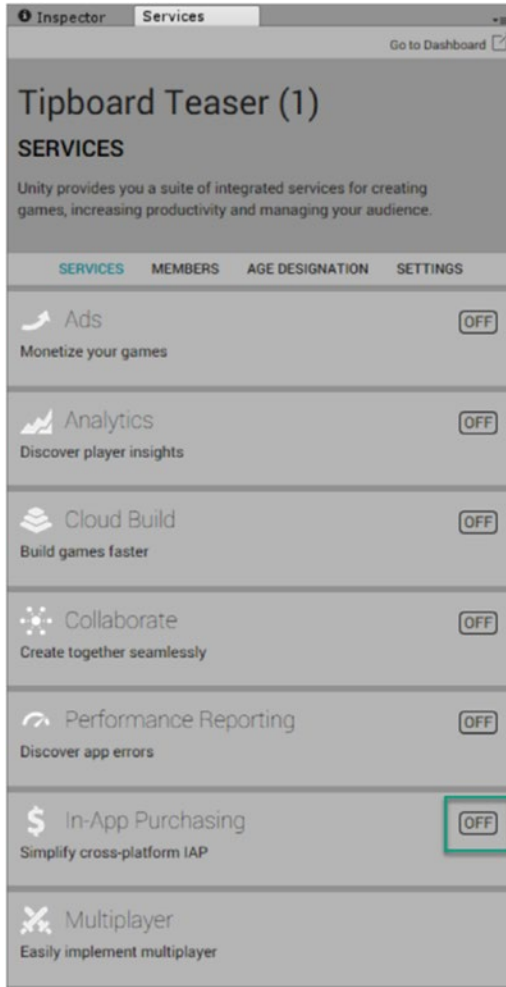 Inspector
Services
Go to Dashboard
Tipboard Teaser (1)
SERVICES
Unity provides you a suite of integrated services for creating
games, increasing productivity and managing your audience.
SERVICES MEMBERS AGE DESIGNATION SETTINGS
Ads OFF
Monetize your games
Analytics OFF
Discover player insights
Cloud Build OFF
Build games faster
Collaborate OFF
Create together seamlessly
Performance Reporting OFF
Discover app errors
In-App Purchasing OFF
Simplify cross-platform IAP
Multiplayer
Easily implement multiplayer